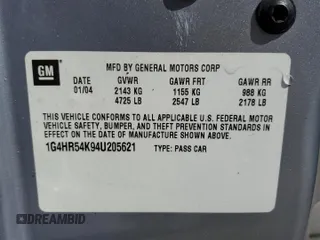 GM
MFD BY GENERAL MOTORS CORP
DATE GVWR GAWR FRT GAWR RR
01/04 2143 KG 1155 KG 988 KG
4725 LB 2547 LB 2178 LB
THIS VEHICLE CONFORMS TO ALL APPLICABLE U.S. FEDERAL MOTOR
VEHICLE SAFETY, BUMPER, AND THEFT PREVENTION STANDARDS IN
EFFECT ON THE DATE OF MANUFACTURE SHOWN ABOVE.
1G4HR54K94U205621 TYPE: PASS CAR
DREAMBID